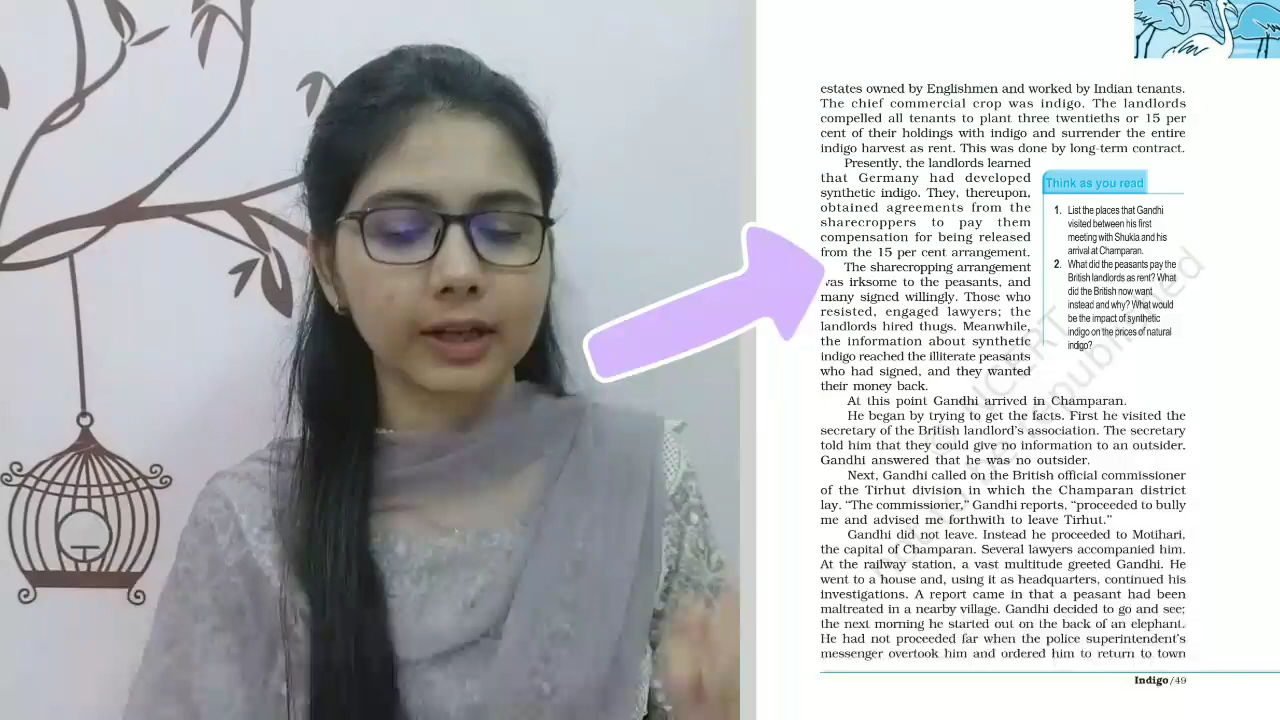 estates owned by Englishmen and worked by Indian tenants.
The chief commercial crop was indigo. The landlords
compelled all tenants to plant three twentieths or 15 per
cent of their holdings with indigo and surrender the entire
indigo harvest as rent. This was done by long-term contract.
Presently, the landlords learned
that Germany had developed
synthetic indigo. They, thereupon,
obtained agreements from the
sharecroppers to pay them
compensation for being released
from the 15 per cent arrangement.
The sharecropping arrangement
was irksome to the peasants, and
many signed willingly. Those who
resisted, engaged lawyers; the
landlords hired thugs. Meanwhile,
the information about synthetic
indigo reached the illiterate peasants
who had signed, and they wanted
their money back.
Think as you read
1. List the places that Gandhi
visited between his first
meeting with Shukla and his
arrival at Champaran.
2. What did the peasants pay the
British landlords as rent? What
did the British now want
instead and why? What would
be the impact of synthetic
indigo on the prices of natural
indigo?
At this point Gandhi arrived in Champaran.
He began by trying to get the facts. First he visited the
secretary of the British landlord's association. The secretary
told him that they could give no information to an outsider.
Gandhi answered that he was no outsider.
Next, Gandhi called on the British official commissioner
of the Tirhut division in which the Champaran district
lay. “The commissioner,” Gandhi reports, “proceeded to bully
me and advised me forthwith to leave Tirhut.”
Gandhi did not leave. Instead he proceeded to Motihari,
the capital of Champaran. Several lawyers accompanied him.
At the railway station, a vast multitude greeted Gandhi. He
went to a house and, using it as headquarters, continued his
investigations. A report came in that a peasant had been
maltreated in a nearby village. Gandhi decided to go and see;
the next morning he started out on the back of an elephant.
He had not proceeded far when the police superintendent's
messenger overtook him and ordered him to return to town
Indigo/49